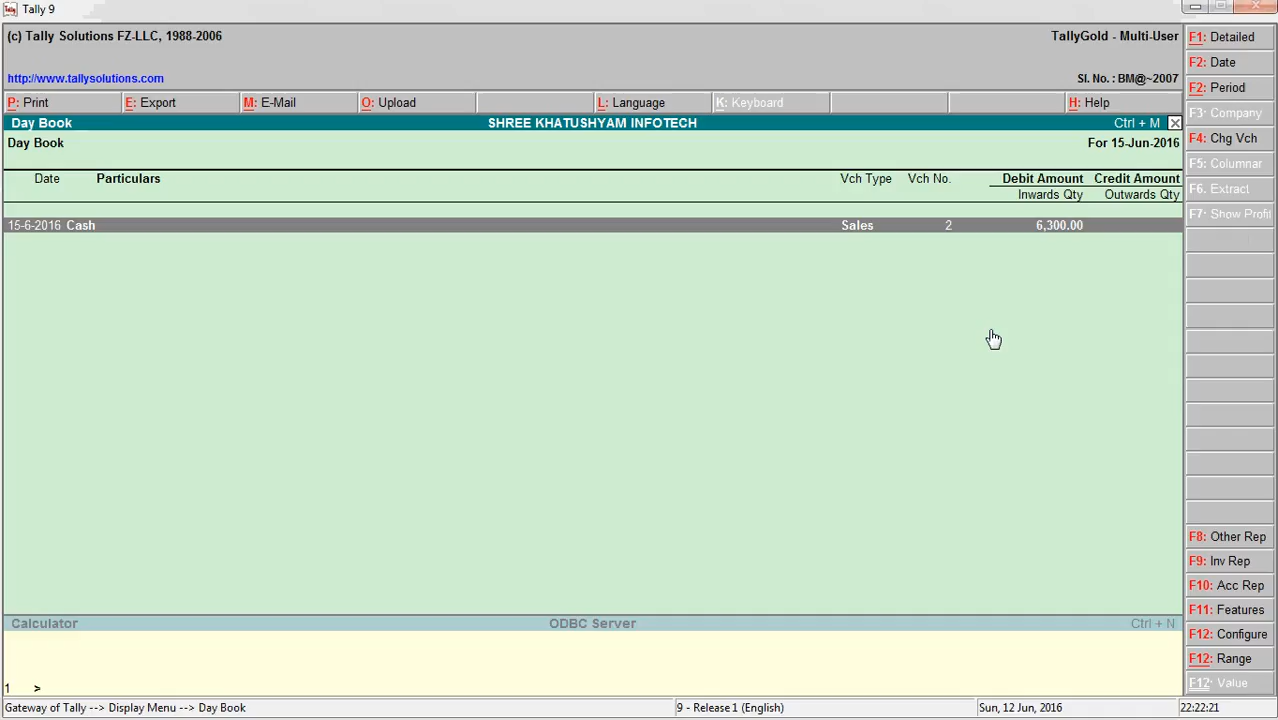 Tally 9
(c) Tally Solutions FZ-LLC, 1988-2006 TallyGold - Multi-User
http://www.tallysolutions.com Sl. No. : BM@~2007
P: Print E: Export M: E-Mail O: Upload L: Language K: Keyboard H: Help
Day Book SHREE KHATUSHYAM INFOTECH Ctrl + M
Day Book For 15-Jun-2016
Date Particulars Vch Type Vch No. Debit Amount Credit Amount
Inwards Qty Outwards Qty
15-6-2016 Cash Sales 2 6,300.00
Calculator ODBC Server Ctrl + N
1 >
Gateway of Tally --> Display Menu --> Day Book 9 - Release 1 (English) Sun, 12 Jun, 2016 22:22:21
F1: Detailed
F2: Date
F2: Period
F3: Company
F4: Chg Vch
F5: Columnar
F6: Extract
F7: Show Profit
F8: Other Rep
F9: Inv Rep
F10: Acc Rep
F11: Features
F12: Configure
F12: Range
F12: Value